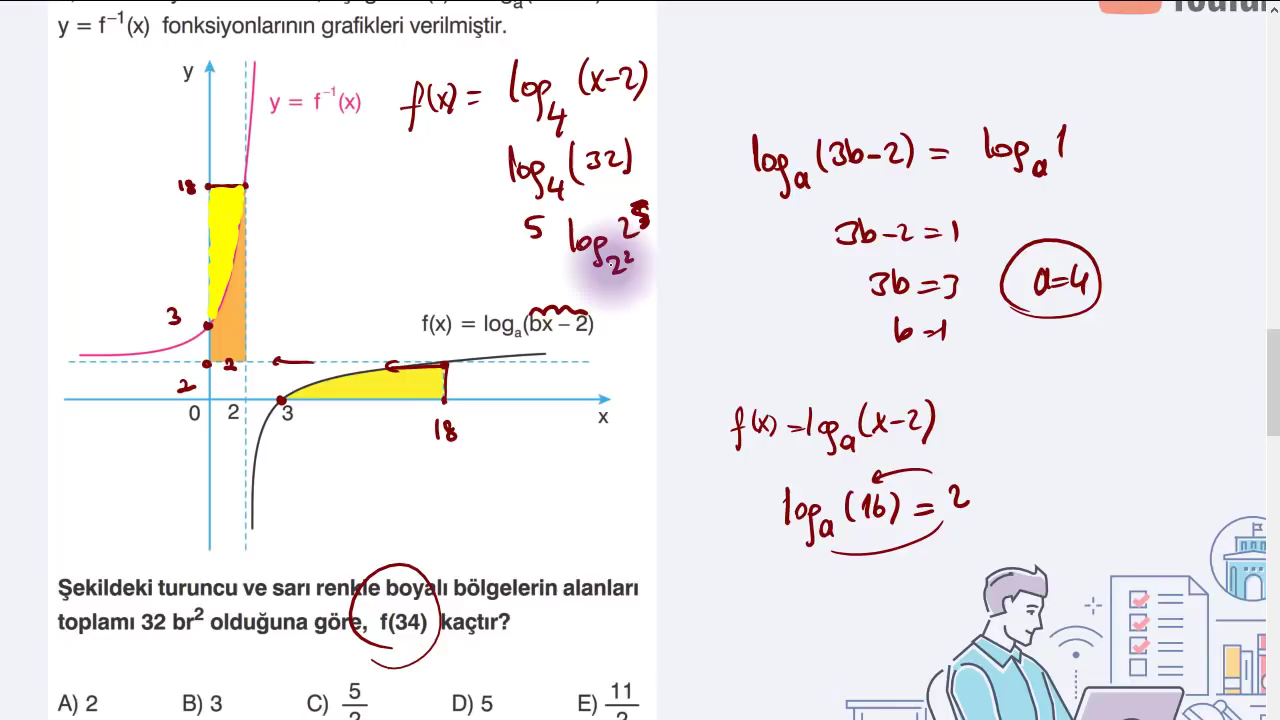 y = f⁻¹(x) fonksiyonlarının grafikleri verilmiştir.
y
y = f⁻¹(x)
f(x) = log₄(x-2)
log₄(32)
5 log₂² 2⁵
18
3
f(x) = logₐ(bx – 2)
2
2
0 2 3 x
18
logₐ(3b-2) = logₐ1
3b-2 = 1
3b = 3
a=4
b=1
f(x) = logₐ(x-2)
logₐ(16) = 2
Şekildeki turuncu ve sarı renkle boyalı bölgelerin alanları
toplamı 32 br² olduğuna göre, f(34) kaçtır?
A) 2 B) 3 C) 5/2 D) 5 E) 11/2